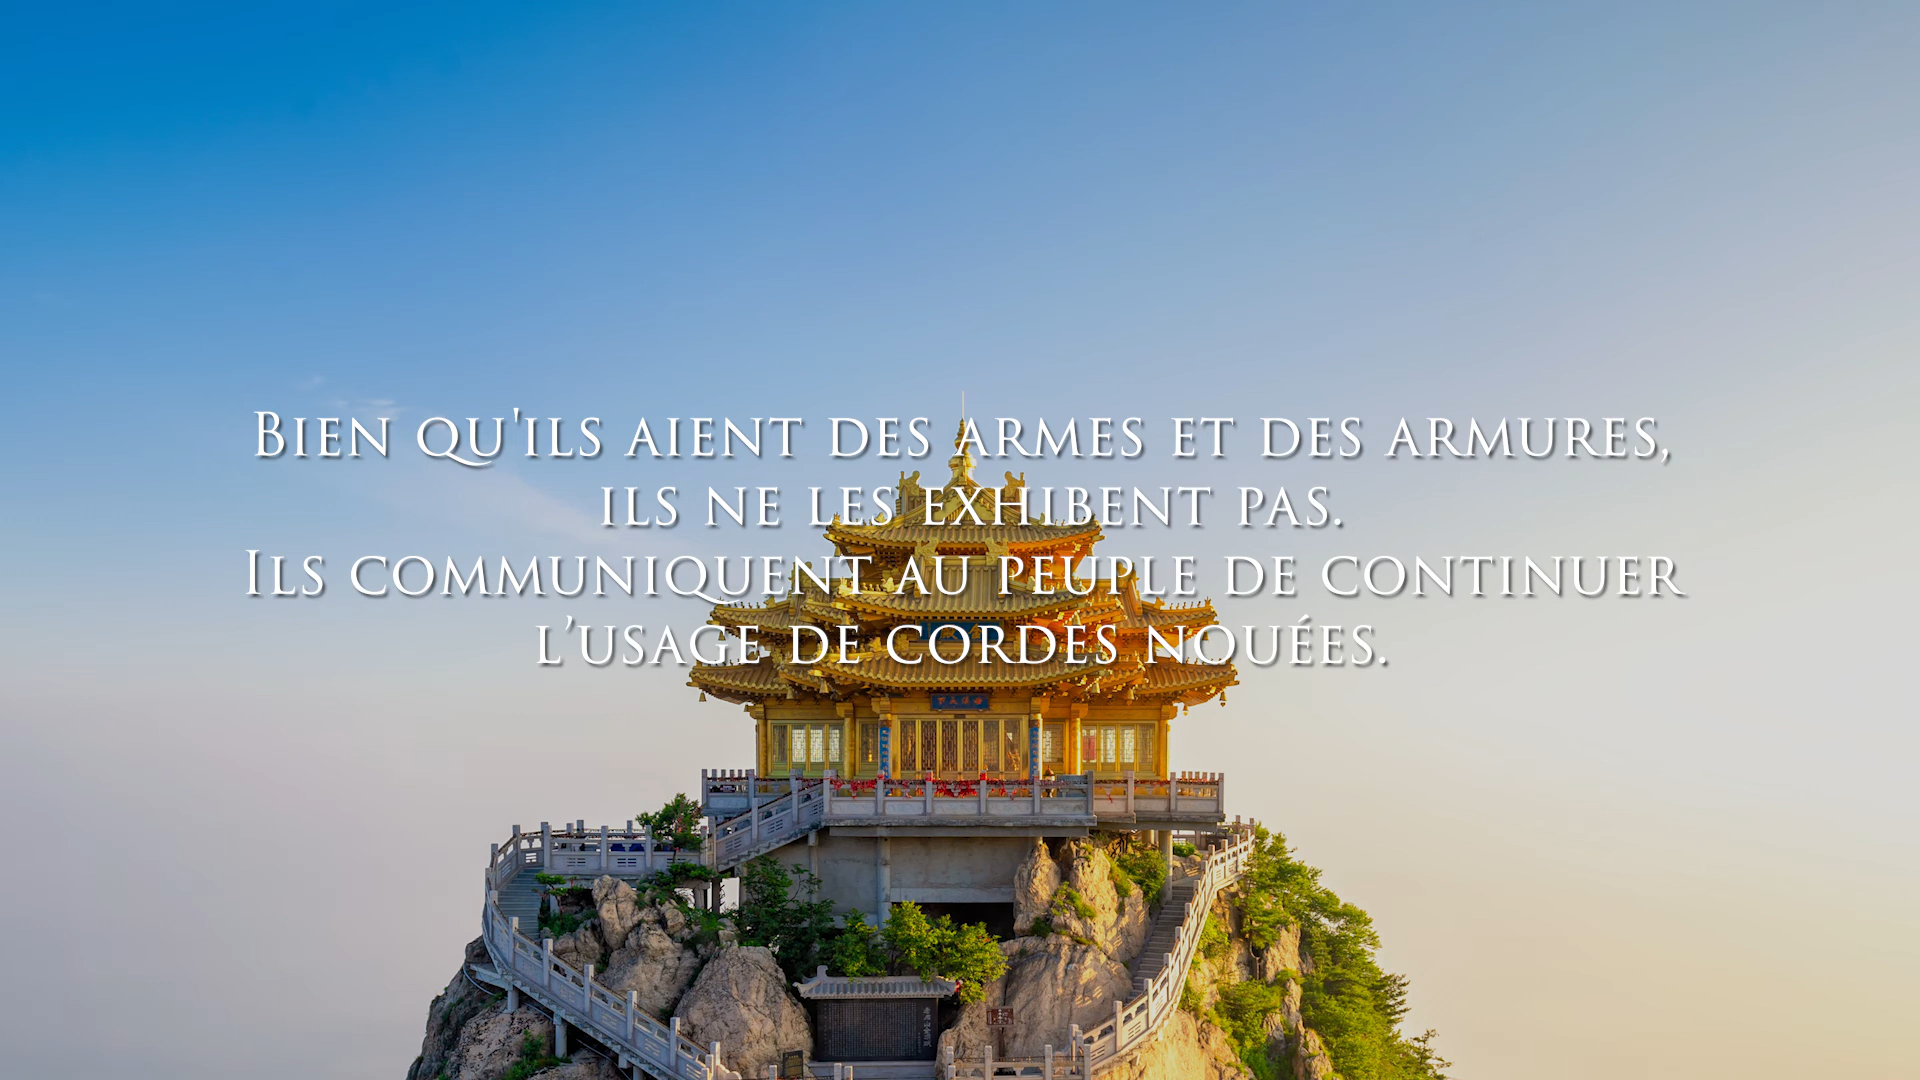 Bien qu'ils aient des armes et des armures,
ils ne les exhibent pas.
Ils communiquent au peuple de continuer
l’usage de cordes nouées.